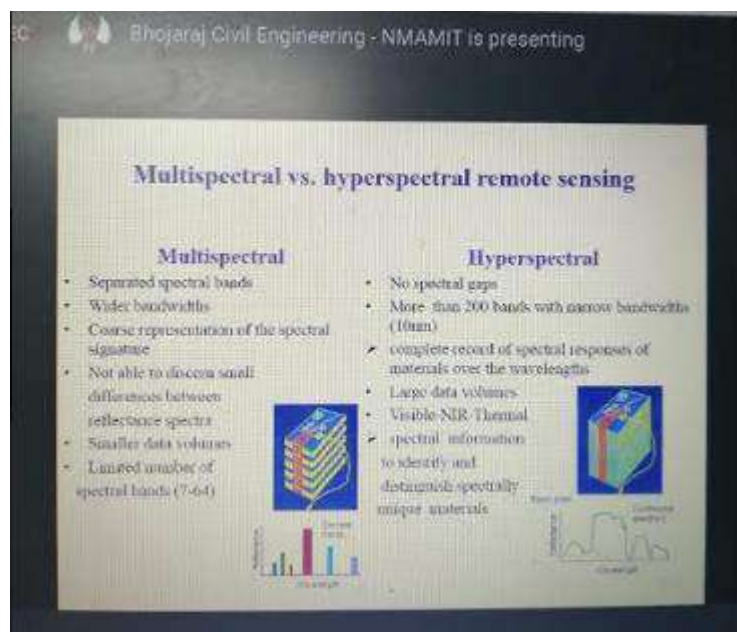 EC
Bhojaraj Civil Engineering - NMAMIT is presenting
Multispectral vs. hyperspectral remote sensing
Multispectral
• Separated spectral bands
• Wider bandwidths
• Coarse representation of the spectral
signature
• Not able to discern small
differences between
reflectance spectra
• Smaller data volumes
• Limited number of
spectral bands (7-64)
Hyperspectral
• No spectral gaps
• More than 200 bands with narrow bandwidths
(10nm)
➢ complete record of spectral responses of
materials over the wavelengths
• Large data volumes
• Visible-NIR-Thermal
➢ spectral information
to identify and
distinguish spectrally
unique materials